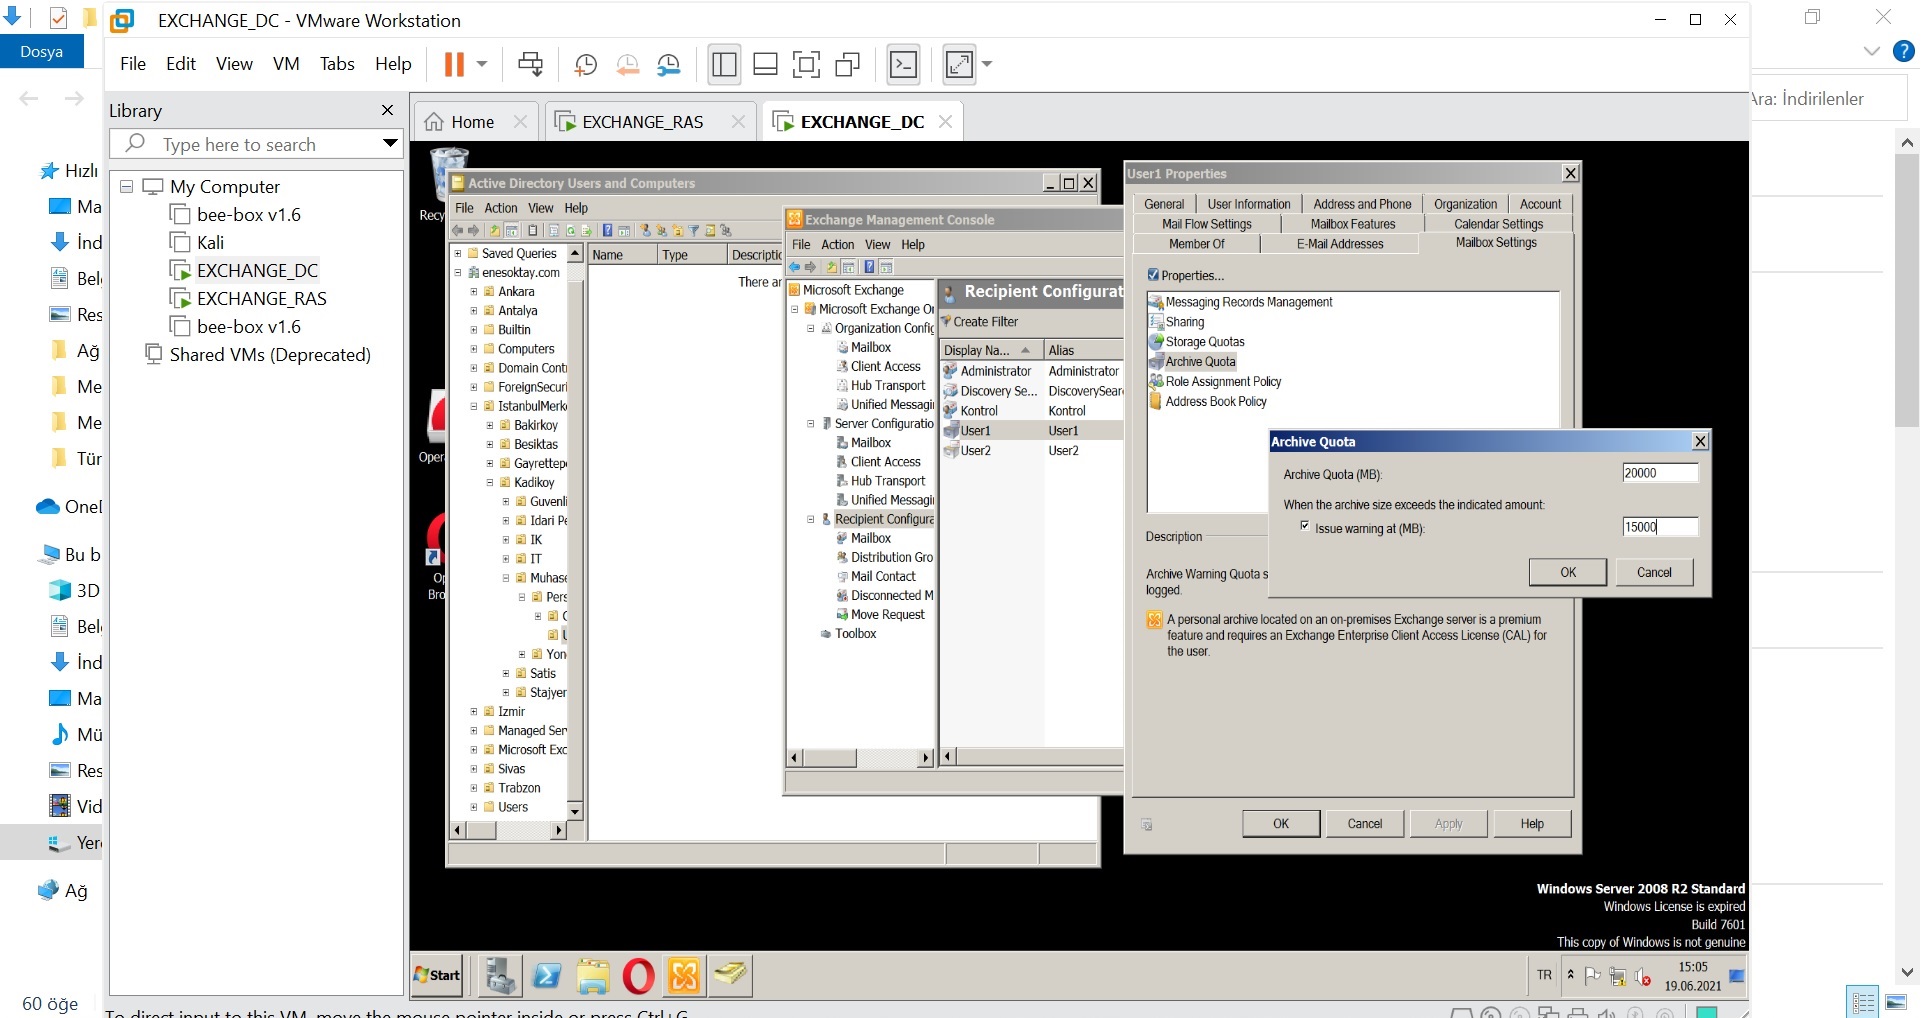 EXCHANGE_DC - VMware Workstation
Dosya
File Edit View VM Tabs Help
Ara: İndirilenler
Library
Type here to search
My Computer
bee-box v1.6
Kali
EXCHANGE_DC
EXCHANGE_RAS
bee-box v1.6
Shared VMs (Deprecated)
Hızlı
Ma
İnd
Bel
Res
Ağ
Me
Me
Tür
OneD
Bu b
3D
Bel
İnd
Ma
Mü
Res
Vid
Yere
Ağ
60 öğe
Home
EXCHANGE_RAS
EXCHANGE_DC
Recy
Oper
Op
Bro
Active Directory Users and Computers
File Action View Help
Saved Queries
enesoktay.com
Ankara
Antalya
Builtin
Computers
Domain Cont
ForeignSecuri
IstanbulMerk
Bakirkoy
Besiktas
Gayrettepe
Kadikoy
Guvenli
Idari Pe
IK
IT
Muhase
Pers
Yon
Satis
Stajyer
Izmir
Managed Ser
Microsoft Exc
Sivas
Trabzon
Users
Name Type Descriptic
There ar
Exchange Management Console
File Action View Help
Microsoft Exchange
Microsoft Exchange On
Organization Config
Mailbox
Client Access
Hub Transport
Unified Messagi
Server Configuratio
Mailbox
Client Access
Hub Transport
Unified Messagi
Recipient Configura
Mailbox
Distribution Gro
Mail Contact
Disconnected M
Move Request
Toolbox
Recipient Configurat
Create Filter
Display Na... Alias
Administrator Administrator
Discovery Se... DiscoverySear
Kontrol Kontrol
User1 User1
User2 User2
User1 Properties
General User Information Address and Phone Organization Account
Mail Flow Settings Mailbox Features Calendar Settings
Member Of E-Mail Addresses Mailbox Settings
Properties...
Messaging Records Management
Sharing
Storage Quotas
Archive Quota
Role Assignment Policy
Address Book Policy
Description
Archive Warning Quota s
logged.
A personal archive located on an on-premises Exchange server is a premium
feature and requires an Exchange Enterprise Client Access License (CAL) for
the user.
OK Cancel Apply Help
Archive Quota
Archive Quota (MB): 20000
When the archive size exceeds the indicated amount:
Issue warning at (MB): 15000
OK Cancel
Windows Server 2008 R2 Standard
Windows License is expired
Build 7601
This copy of Windows is not genuine
Start
TR
15:05
19.06.2021
To direct input to this VM, move the mouse pointer inside or press Ctrl+G.